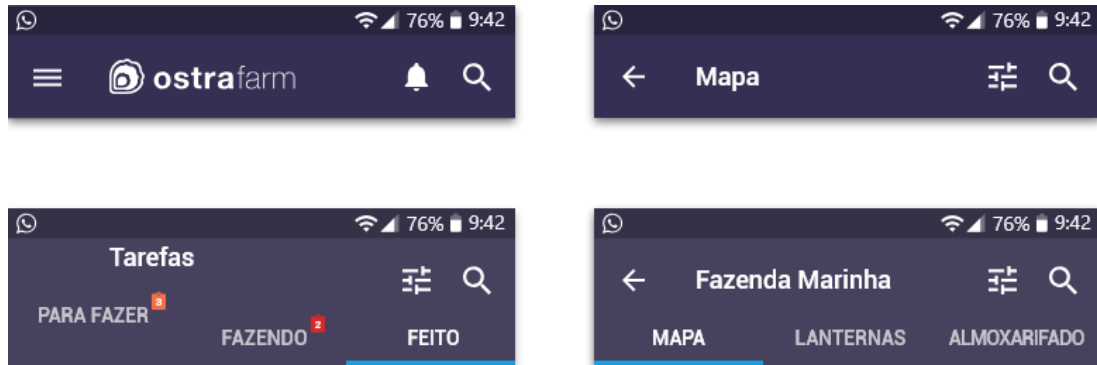 76% 9:42
ostrafarm
76% 9:42
Mapa
76% 9:42
Tarefas
PARA FAZER 3
FAZENDO 2
FEITO
76% 9:42
Fazenda Marinha
MAPA LANTERNAS ALMOXARIFADO